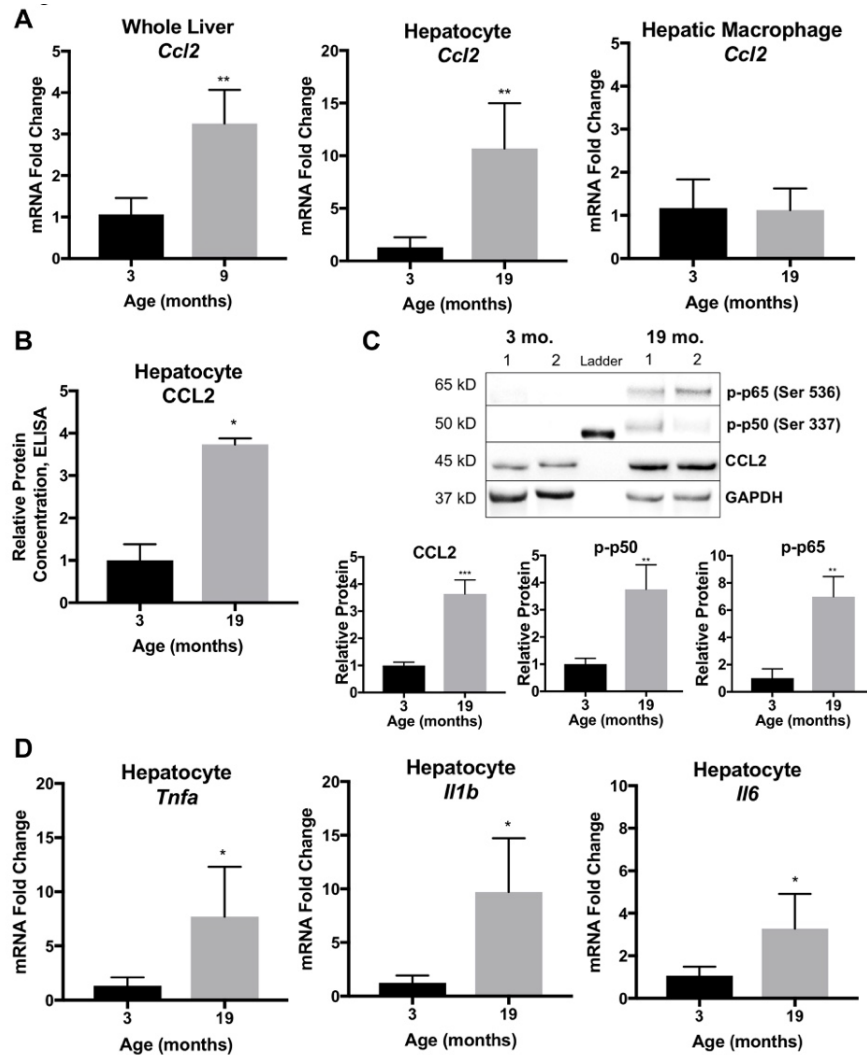 A
Whole Liver
Ccl2
mRNA Fold Change
5
4
3
2
1
0
**
3
9
Age (months)
Hepatocyte
Ccl2
mRNA Fold Change
20
15
10
5
0
**
3
19
Age (months)
Hepatic Macrophage
Ccl2
mRNA Fold Change
5
4
3
2
1
0
3
19
Age (months)
B
Hepatocyte
CCL2
Relative Protein
Concentration, ELISA
5
4
3
2
1
0
*
3
19
Age (months)
C
3 mo.
19 mo.
1
2
Ladder
1
2
65 kD
p-p65 (Ser 536)
50 kD
p-p50 (Ser 337)
45 kD
CCL2
37 kD
GAPDH
CCL2
Relative Protein
6
5
4
3
2
1
0
***
3
19
Age (months)
p-p50
Relative Protein
5
4
3
2
1
0
**
3
19
Age (months)
p-p65
Relative Protein
10
8
6
4
2
0
**
3
19
Age (months)
D
Hepatocyte
Tnfa
mRNA Fold Change
20
15
10
5
0
*
3
19
Age (months)
Hepatocyte
Il1b
mRNA Fold Change
20
15
10
5
0
*
3
19
Age (months)
Hepatocyte
Il6
mRNA Fold Change
10
8
6
4
2
0
*
3
19
Age (months)